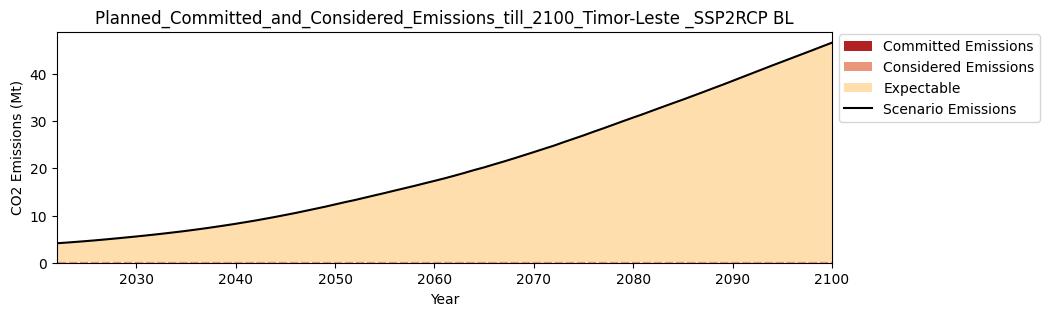 Planned_Committed_and_Considered_Emissions_till_2100_Timor-Leste _SSP2RCP BL
Committed Emissions
Considered Emissions
Expectable
Scenario Emissions
CO2 Emissions (Mt)
40
30
20
10
0
2030 2040 2050 2060 2070 2080 2090 2100
Year